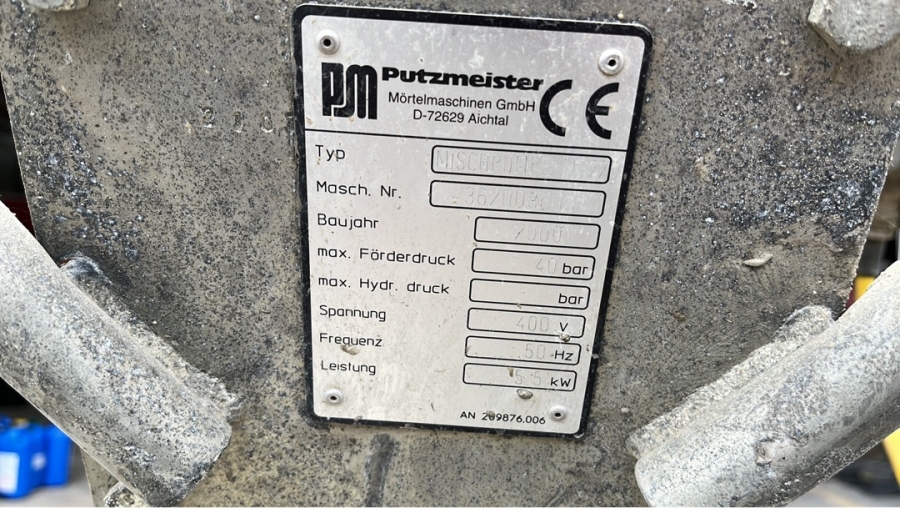 PM Putzmeister CE
Mörtelmaschinen GmbH
D-72629 Aichtal
Typ
Masch. Nr.
Baujahr 2000
max. Förderdruck 40 bar
max. Hydr. druck bar
Spannung 400 V
Frequenz 50 Hz
Leistung 5.5 kW
AN 209876.006